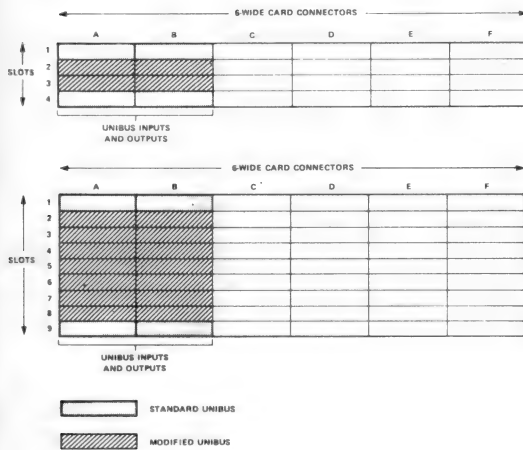 6-WIDE CARD CONNECTORS
A B C D E F
1
2
SLOTS
3
4
UNIBUS INPUTS
AND OUTPUTS
6-WIDE CARD CONNECTORS
A B C D E F
1
2
3
4
SLOTS
5
6
7
8
9
UNIBUS INPUTS
AND OUTPUTS
STANDARD UNIBUS
MODIFIED UNIBUS